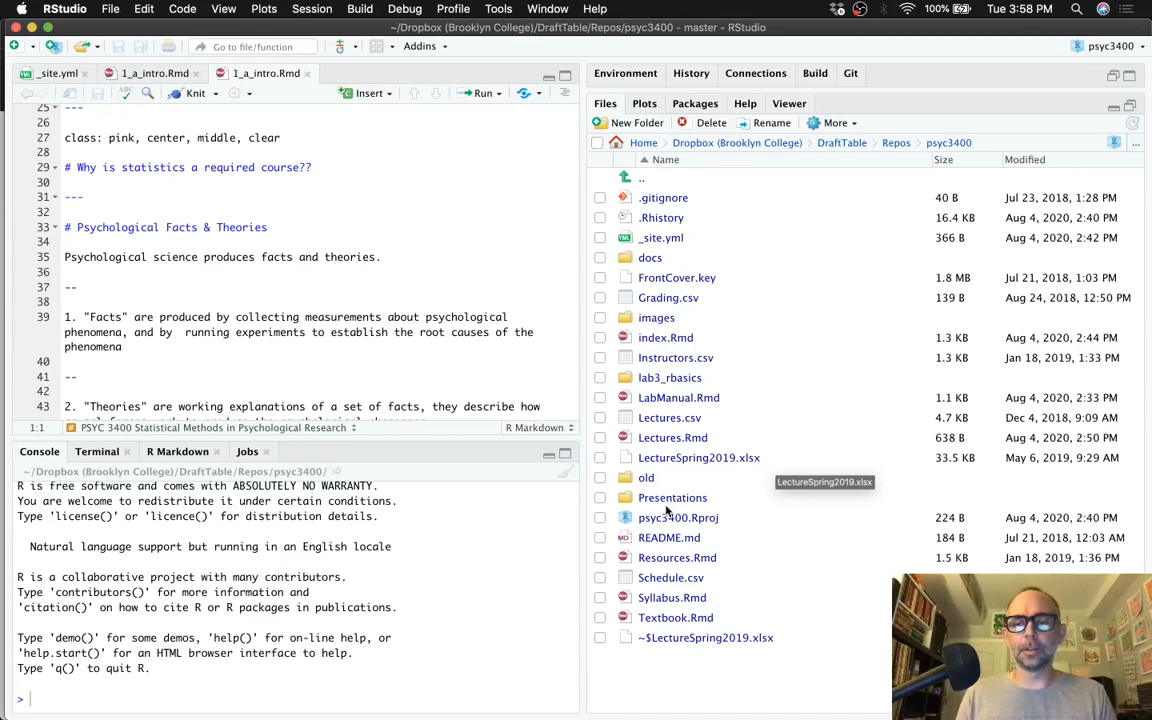 RStudio File Edit Code View Plots Session Build Debug Profile Tools Window Help 100% Tue 3:58 PM
~/Dropbox (Brooklyn College)/DraftTable/Repos/psyc3400 - master - RStudio
Go to file/function Addins psyc3400
_site.yml 1_a_intro.Rmd 1_a_intro.Rmd
Knit Insert Run
25 ---
26
27 class: pink, center, middle, clear
28
29 # Why is statistics a required course??
30
31 ---
32
33 # Psychological Facts & Theories
34
35 Psychological science produces facts and theories.
36
37 --
38
39 1. "Facts" are produced by collecting measurements about psychological
phenomena, and by running experiments to establish the root causes of the
phenomena
40
41 --
42
43 2. "Theories" are working explanations of a set of facts, they describe how
1:1 PSYC 3400 Statistical Methods in Psychological Research R Markdown
Console Terminal R Markdown Jobs
~/Dropbox (Brooklyn College)/DraftTable/Repos/psyc3400/
R is free software and comes with ABSOLUTELY NO WARRANTY.
You are welcome to redistribute it under certain conditions.
Type 'license()' or 'licence()' for distribution details.
Natural language support but running in an English locale
R is a collaborative project with many contributors.
Type 'contributors()' for more information and
'citation()' on how to cite R or R packages in publications.
Type 'demo()' for some demos, 'help()' for on-line help, or
'help.start()' for an HTML browser interface to help.
Type 'q()' to quit R.
>
Environment History Connections Build Git
Files Plots Packages Help Viewer
New Folder Delete Rename More
Home Dropbox (Brooklyn College) DraftTable Repos psyc3400 ...
Name Size Modified
..
.gitignore 40 B Jul 23, 2018, 1:28 PM
.Rhistory 16.4 KB Aug 4, 2020, 2:40 PM
_site.yml 366 B Aug 4, 2020, 2:42 PM
docs
FrontCover.key 1.8 MB Jul 21, 2018, 1:03 PM
Grading.csv 139 B Aug 24, 2018, 12:50 PM
images
index.Rmd 1.3 KB Aug 4, 2020, 2:44 PM
Instructors.csv 1.3 KB Jan 18, 2019, 1:33 PM
lab3_rbasics
LabManual.Rmd 1.1 KB Aug 4, 2020, 2:33 PM
Lectures.csv 4.7 KB Dec 4, 2018, 9:09 AM
Lectures.Rmd 638 B Aug 4, 2020, 2:50 PM
LectureSpring2019.xlsx 33.5 KB May 6, 2019, 9:29 AM
old
LectureSpring2019.xlsx
Presentations
psyc3400.Rproj 224 B Aug 4, 2020, 2:40 PM
README.md 184 B Jul 21, 2018, 12:03 AM
Resources.Rmd 1.5 KB Jan 18, 2019, 1:36 PM
Schedule.csv
Syllabus.Rmd
Textbook.Rmd
~$LectureSpring2019.xlsx